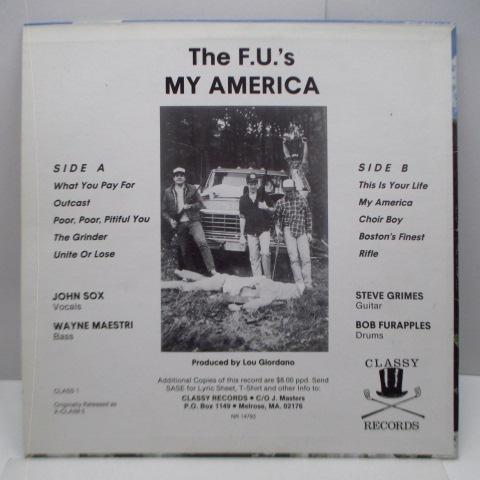 The F.U.'s
MY AMERICA
SIDE A
What You Pay For
Outcast
Poor, Poor, Pitiful You
The Grinder
Unite Or Lose
SIDE B
This Is Your Life
My America
Choir Boy
Boston's Finest
Rifle
JOHN SOX
Vocals
WAYNE MAESTRI
Bass
STEVE GRIMES
Guitar
BOB FURAPPLES
Drums
Produced by Lou Giordano
Additional Copies of this record are $8.00 ppd. Send
SASE for Lyric Sheet, T-Shirt and other Info to:
CLASSY RECORDS • C/O J. Masters
P.O. Box 1149 • Melrose, MA. 02176
NR 14793
CLASS 1
Originally Released as
X-CLAIM 5
CLASSY
RECORDS